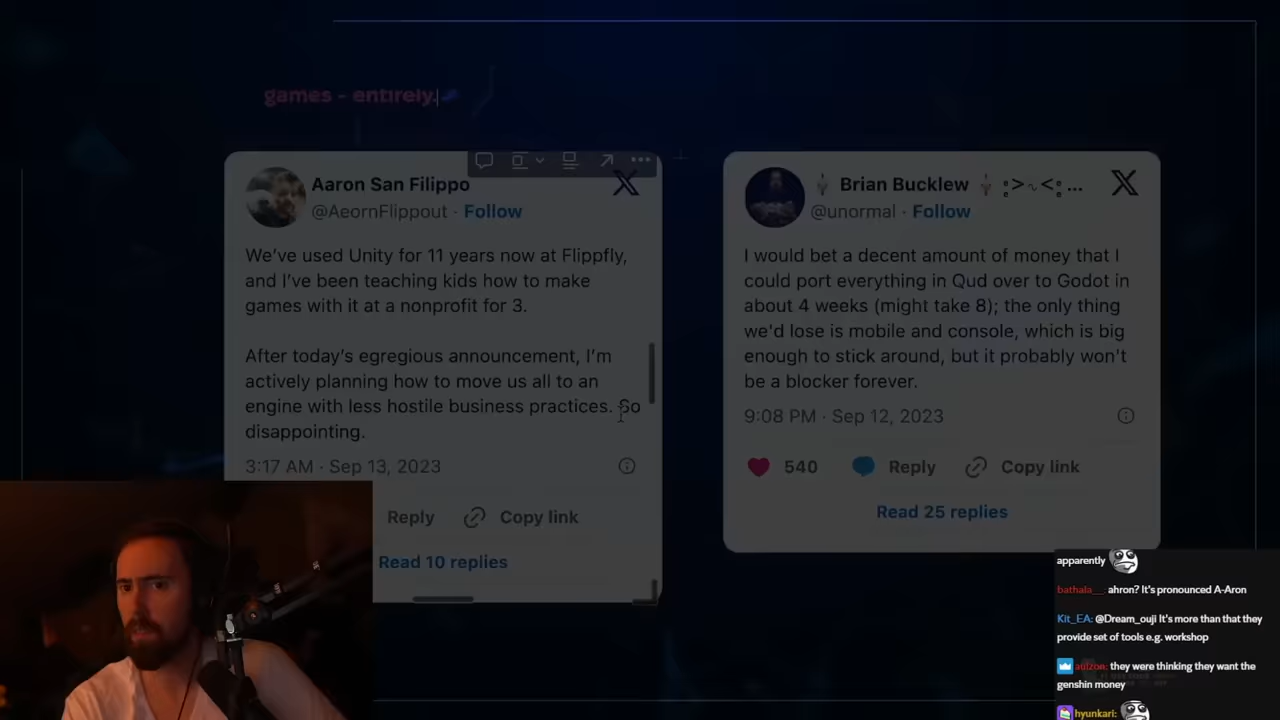 games - entirely.
Aaron San Filippo
@AeornFlippout · Follow
We've used Unity for 11 years now at Flippfly,
and I've been teaching kids how to make
games with it at a nonprofit for 3.
After today's egregious announcement, I'm
actively planning how to move us all to an
engine with less hostile business practices. So
disappointing.
3:17 AM · Sep 13, 2023
Reply
Copy link
Read 10 replies
Brian Bucklew
@unormal · Follow
I would bet a decent amount of money that I
could port everything in Qud over to Godot in
about 4 weeks (might take 8); the only thing
we'd lose is mobile and console, which is big
enough to stick around, but it probably won't
be a blocker forever.
9:08 PM · Sep 12, 2023
540
Reply
Copy link
Read 25 replies
apparently
bathala__: ahron? It's pronounced A-Aron
Kit_EA: @Dream_ouji It's more than that they
provide set of tools e.g. workshop
aulzon: they were thinking they want the
genshin money
hyunkari: